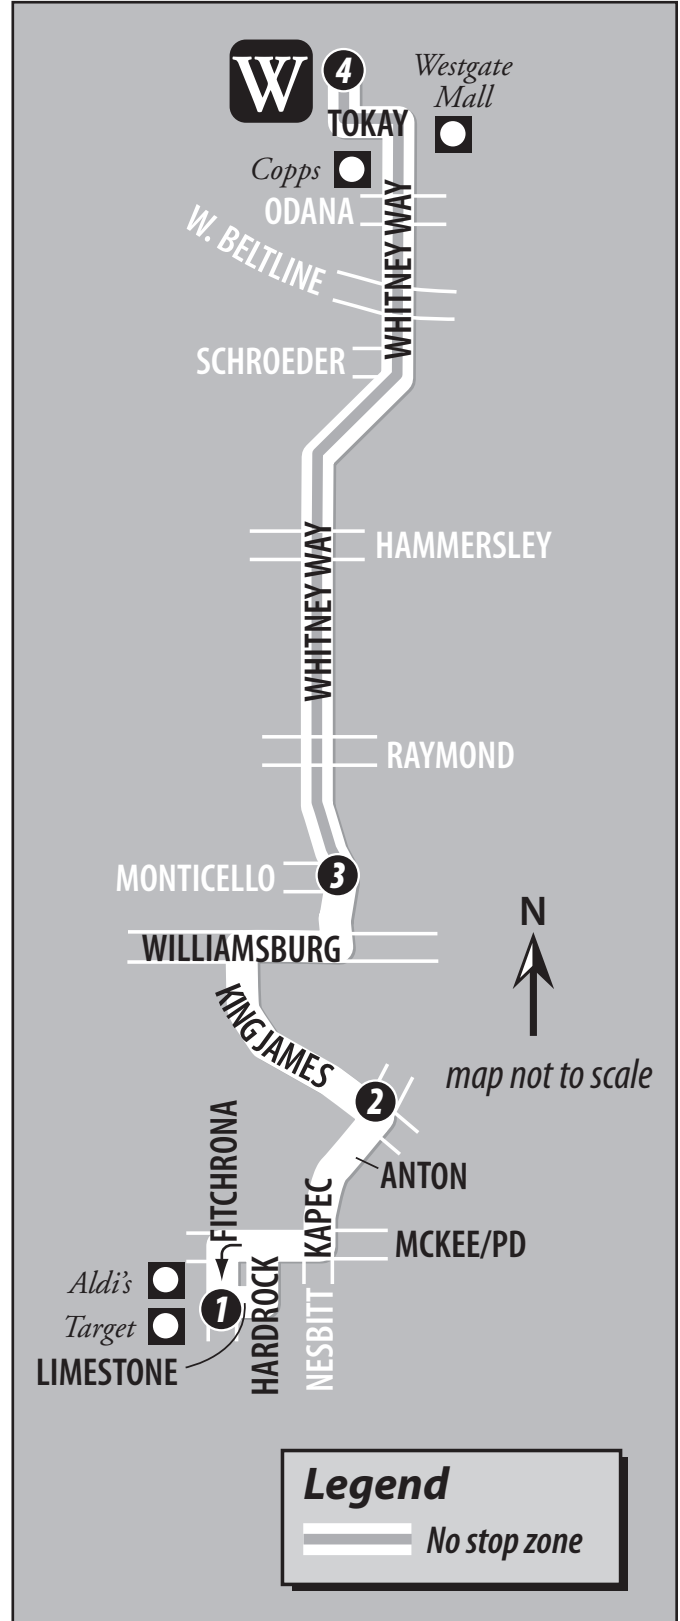 W
4
Westgate
Mall
TOKAY
Copps
ODANA
WHITNEY WAY
W. BELTLINE
SCHROEDER
HAMMERSLEY
WHITNEY WAY
RAYMOND
MONTICELLO
3
N
WILLIAMSBURG
KING JAMES
map not to scale
2
FITCHRONA
ANTON
KAPEC
MCKEE/PD
Aldi's
1
HARDROCK
NESBITT
Target
LIMESTONE
Legend
No stop zone